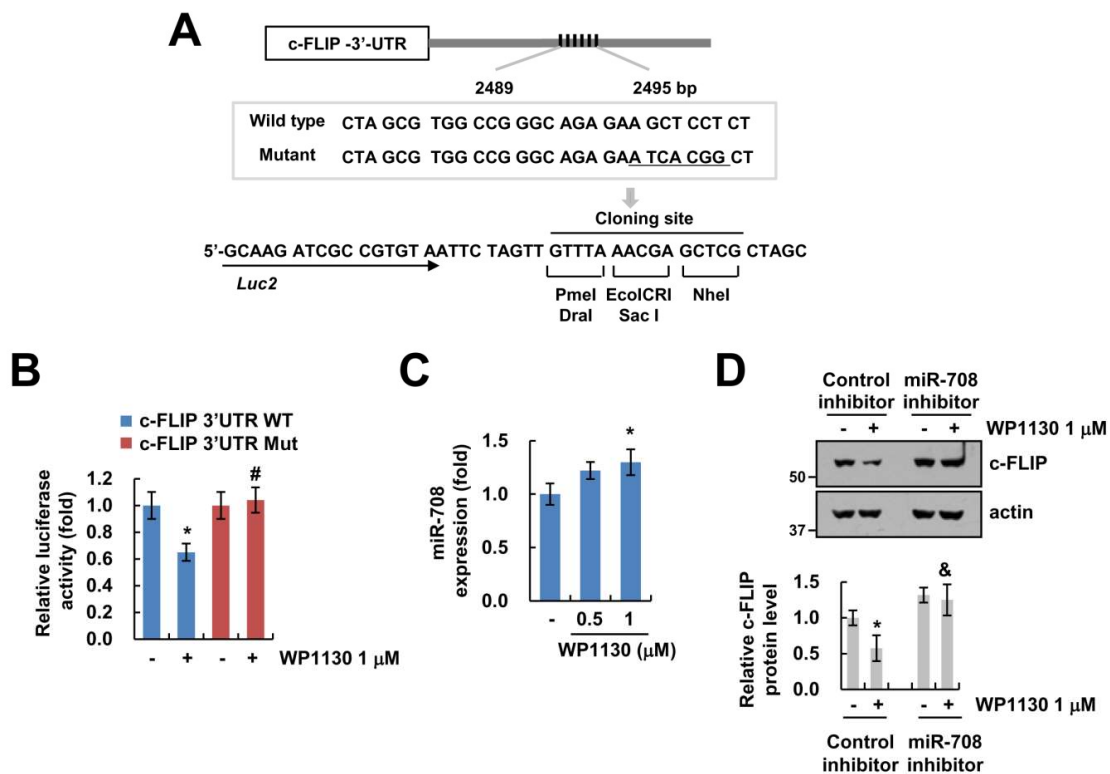 A
c-FLIP -3'-UTR
2489 2495 bp
Wild type CTA GCG TGG CCG GGC AGA GAA GCT CCT CT
Mutant CTA GCG TGG CCG GGC AGA GAA TCA CGG CT
Cloning site
5'-GCAAG ATCGC CGTGT AATTC TAGTT GTTTA AACGA GCTCG CTAGC
Luc2
PmeI EcoICRI NheI
DraI Sac I
B
c-FLIP 3'UTR WT
c-FLIP 3'UTR Mut
Relative luciferase
activity (fold)
1.2
1.0
0.8
0.6
0.4
0.2
0.0
*
#
- + - + WP1130 1 μM
C
miR-708
expression (fold)
1.5
1.0
0.5
0.0
*
- 0.5 1
WP1130 (μM)
D
Control miR-708
inhibitor inhibitor
- + - + WP1130 1 μM
50 c-FLIP
actin
37
Relative c-FLIP
protein level
1.5
1.0
0.5
0.0
*
&
- + - + WP1130 1 μM
Control miR-708
inhibitor inhibitor